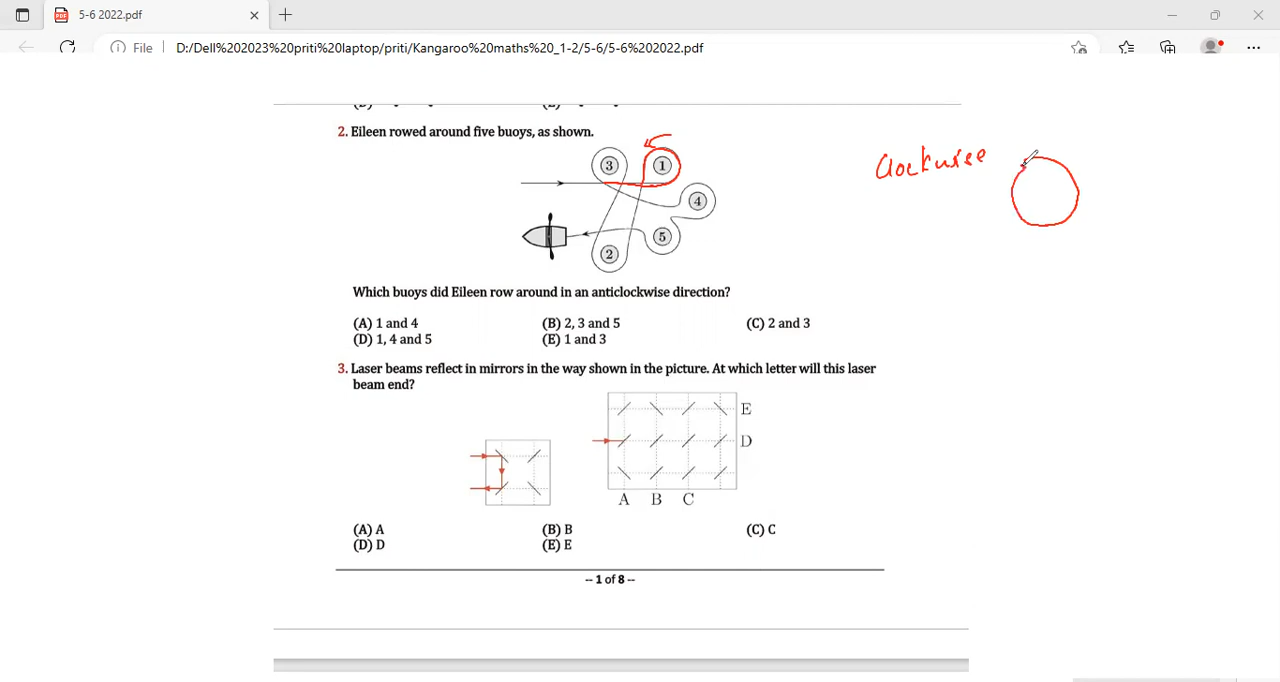 5-6 2022.pdf
File D:/Dell%202023%20priti%20laptop/priti/Kangaroo%20maths%20_1-2/5-6/5-6%202022.pdf
2. Eileen rowed around five buoys, as shown.
Clockwise
3 1
4
5
2
Which buoys did Eileen row around in an anticlockwise direction?
(A) 1 and 4 (B) 2, 3 and 5 (C) 2 and 3
(D) 1, 4 and 5 (E) 1 and 3
3. Laser beams reflect in mirrors in the way shown in the picture. At which letter will this laser
beam end?
E
D
A B C
(A) A (B) B (C) C
(D) D (E) E
-- 1 of 8 --